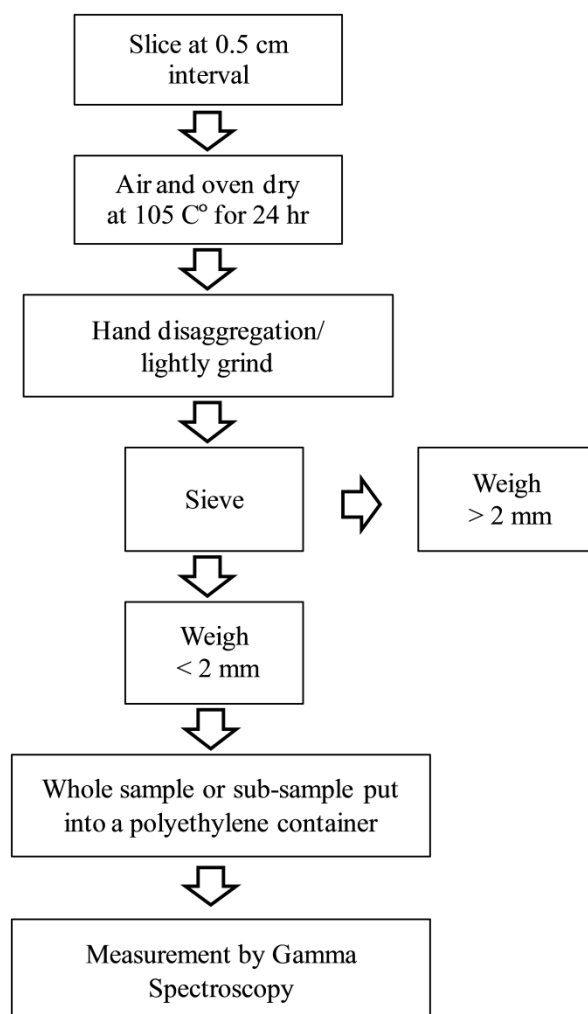 Slice at 0.5 cm
interval
Air and oven dry
at 105 C° for 24 hr
Hand disaggregation/
lightly grind
Sieve
Weigh
> 2 mm
Weigh
< 2 mm
Whole sample or sub-sample put
into a polyethylene container
Measurement by Gamma
Spectroscopy